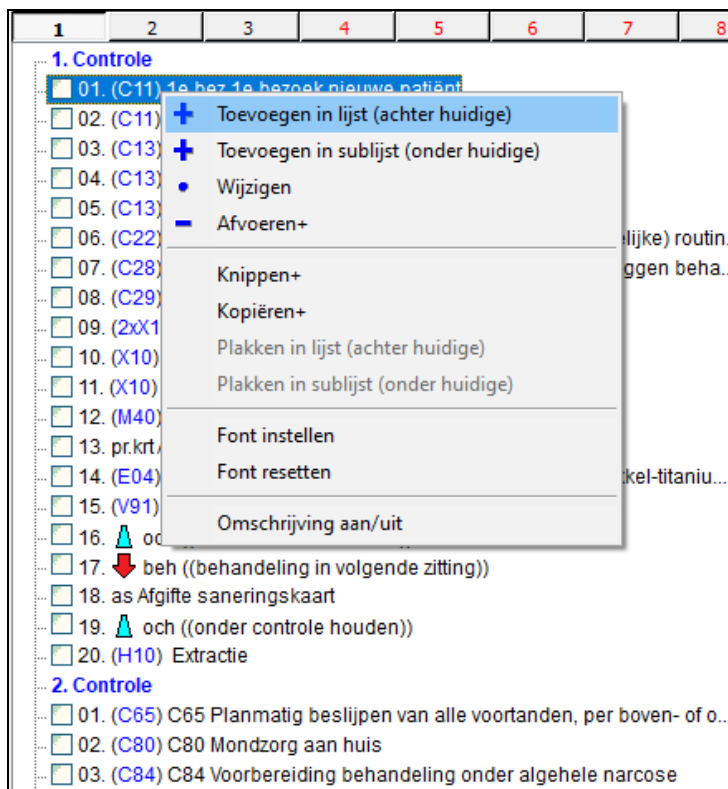 1 2 3 4 5 6 7 8
1. Controle
01. (C11) 1e bez 1e bezoek nieuwe patiënt
02. (C11)
Toevoegen in lijst (achter huidige)
03. (C13)
Toevoegen in sublijst (onder huidige)
04. (C13)
Wijzigen
05. (C13)
Afvoeren+
06. (C22) elijke) routin...
07. (C28) ggen beha...
Knippen+
08. (C29)
Kopiëren+
09. (2xX1
Plakken in lijst (achter huidige)
10. (X10)
Plakken in sublijst (onder huidige)
11. (X10)
12. (M40)
Font instellen
13. pr.krt
14. (E04) kel-titaniu...
Font resetten
15. (V91)
Omschrijving aan/uit
16. oc
17. beh ((behandeling in volgende zitting))
18. as Afgifte saneringskaart
19. och ((onder controle houden))
20. (H10) Extractie
2. Controle
01. (C65) C65 Planmatig beslijpen van alle voortanden, per boven- of o...
02. (C80) C80 Mondzorg aan huis
03. (C84) C84 Voorbereiding behandeling onder algehele narcose